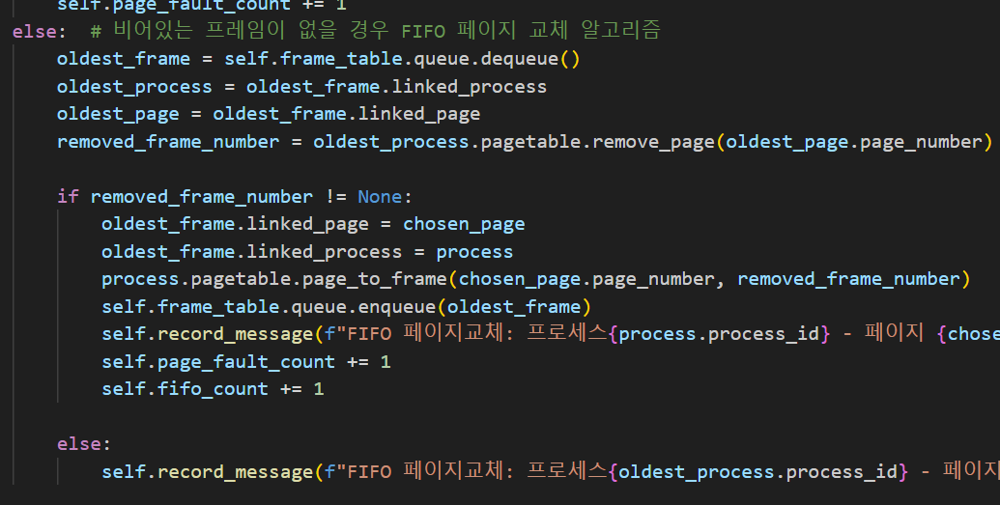 self.page_fault_count += 1
else:  # 비어있는 프레임이 없을 경우 FIFO 페이지 교체 알고리즘
oldest_frame = self.frame_table.queue.dequeue()
oldest_process = oldest_frame.linked_process
oldest_page = oldest_frame.linked_page
removed_frame_number = oldest_process.pagetable.remove_page(oldest_page.page_number)
if removed_frame_number != None:
oldest_frame.linked_page = chosen_page
oldest_frame.linked_process = process
process.pagetable.page_to_frame(chosen_page.page_number, removed_frame_number)
self.frame_table.queue.enqueue(oldest_frame)
self.record_message(f"FIFO 페이지교체: 프로세스{process.process_id} - 페이지 {chose
self.page_fault_count += 1
self.fifo_count += 1
else:
self.record_message(f"FIFO 페이지교체: 프로세스{oldest_process.process_id} - 페이지